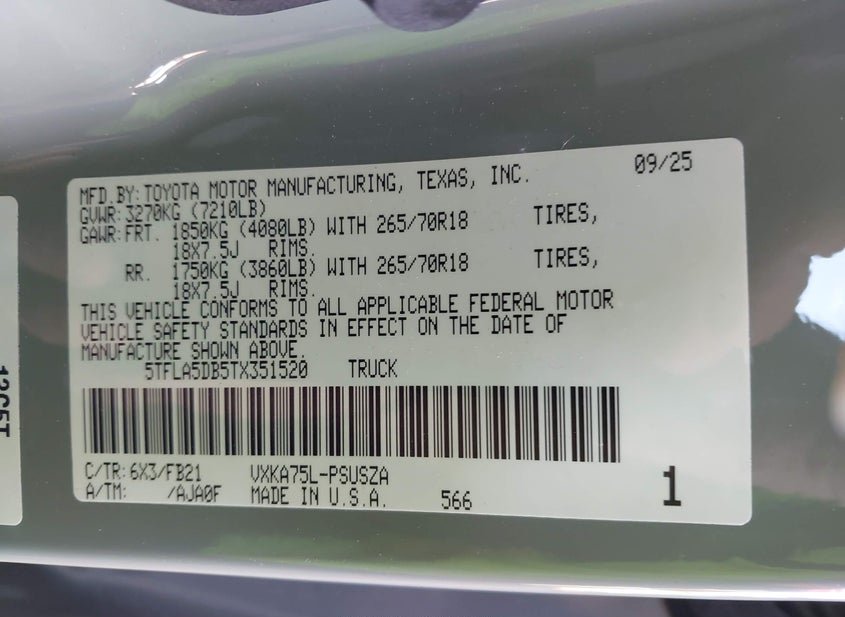 MFD.BY:TOYOTA MOTOR MANUFACTURING, TEXAS, INC. 09/25
GVWR:3270KG (7210LB)
GAWR:FRT. 1850KG (4080LB) WITH 265/70R18 TIRES,
18X7.5J RIMS.
RR. 1750KG (3860LB) WITH 265/70R18 TIRES,
18X7.5J RIMS.
THIS VEHICLE CONFORMS TO ALL APPLICABLE FEDERAL MOTOR
VEHICLE SAFETY STANDARDS IN EFFECT ON THE DATE OF
MANUFACTURE SHOWN ABOVE.
5TFLA5DB5TX351520 TRUCK
C/TR:6X3/FB21 VXKA75L-PSUSZA
A/TM: /AJA0F MADE IN U.S.A. 566 1